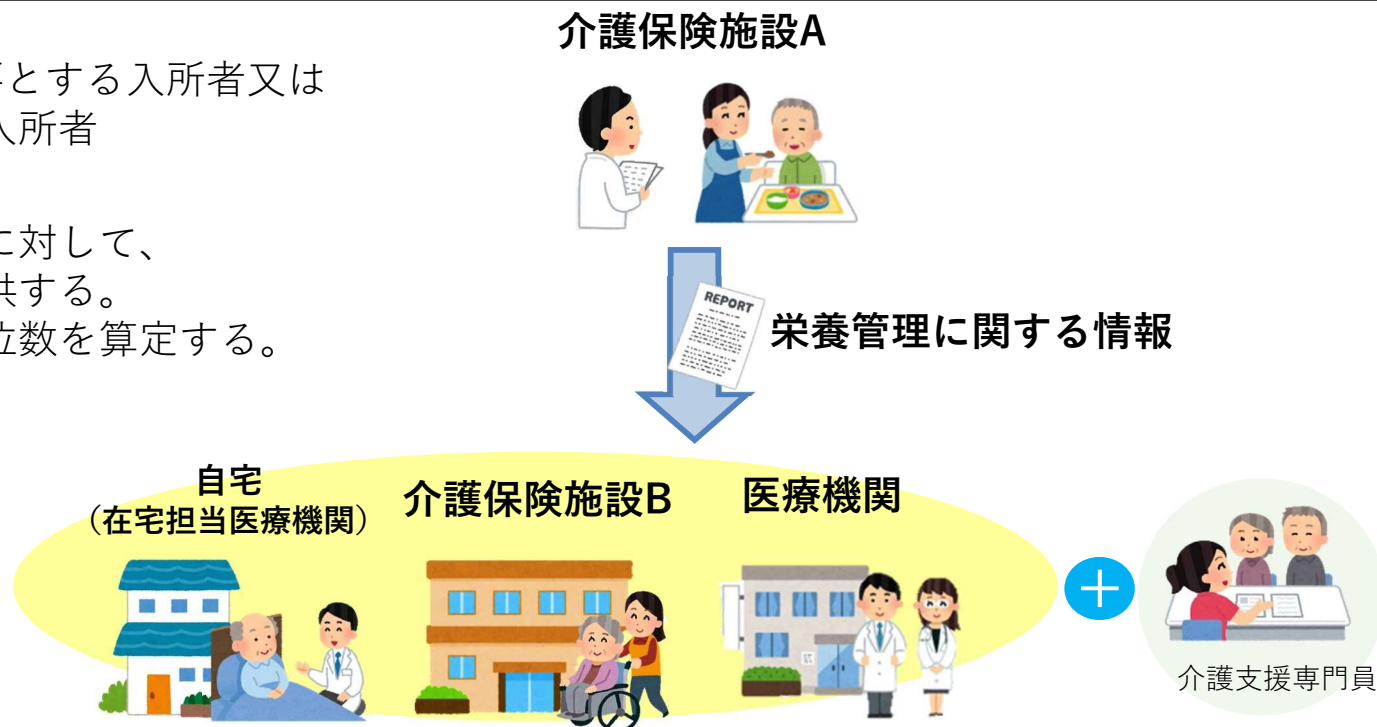 介護保険施設A
要とする入所者又は
入所者
に対して、
供する。
位数を算定する。
REPORT
栄養管理に関する情報
自宅
（在宅担当医療機関）
介護保険施設B
医療機関
＋
介護支援専門員